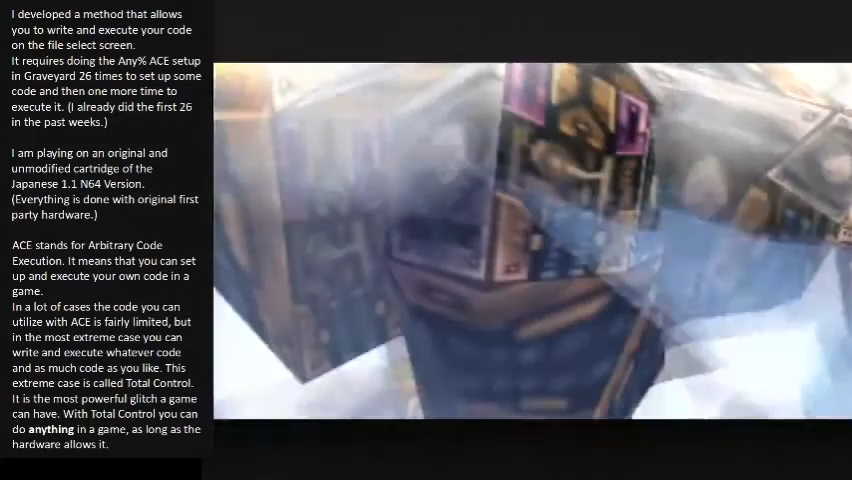 I developed a method that allows
you to write and execute your code
on the file select screen.
It requires doing the Any% ACE setup
in Graveyard 26 times to set up some
code and then one more time to
execute it. (I already did the first 26
in the past weeks.)
I am playing on an original and
unmodified cartridge of the
Japanese 1.1 N64 Version.
(Everything is done with original first
party hardware.)
ACE stands for Arbitrary Code
Execution. It means that you can set
up and execute your own code in a
game.
In a lot of cases the code you can
utilize with ACE is fairly limited, but
in the most extreme case you can
write and execute whatever code
and as much code as you like. This
extreme case is called Total Control.
It is the most powerful glitch a game
can have. With Total Control you can
do anything in a game, as long as the
hardware allows it.